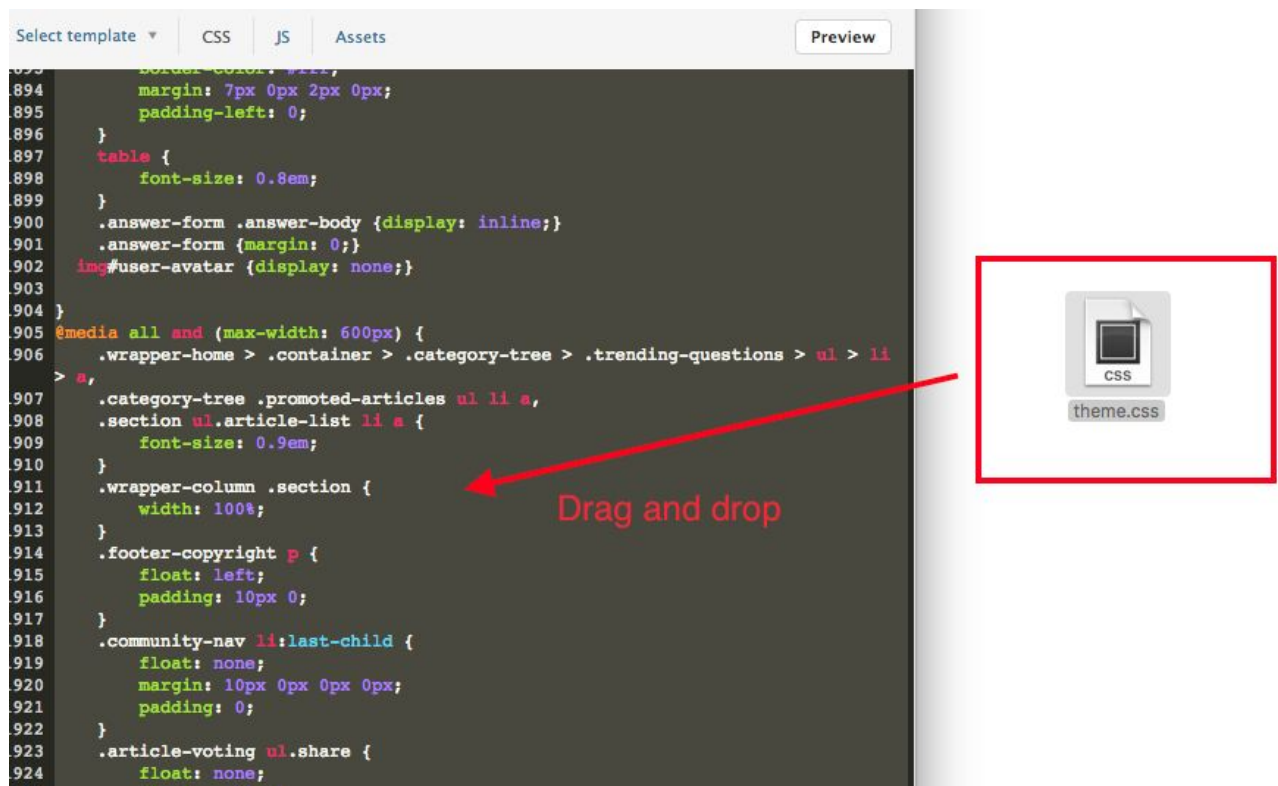 Select template ▼ CSS JS Assets Preview
1893 border-color: #fff;
.894 margin: 7px 0px 2px 0px;
.895 padding-left: 0;
.896 }
.897 table {
.898 font-size: 0.8em;
.899 }
.900 .answer-form .answer-body {display: inline;}
.901 .answer-form {margin: 0;}
.902 img#user-avatar {display: none;}
.903
.904 }
.905 @media all and (max-width: 600px) {
.906 .wrapper-home > .container > .category-tree > .trending-questions > ul > li
> a,
.907 .category-tree .promoted-articles ul li a,
.908 .section ul.article-list li a {
.909 font-size: 0.9em;
.910 }
.911 .wrapper-column .section {
.912 width: 100%;
.913 }
.914 .footer-copyright p {
.915 float: left;
.916 padding: 10px 0;
.917 }
.918 .community-nav li:last-child {
.919 float: none;
.920 margin: 10px 0px 0px 0px;
.921 padding: 0;
.922 }
.923 .article-voting ul.share {
.924 float: none;
Drag and drop
CSS
theme.css